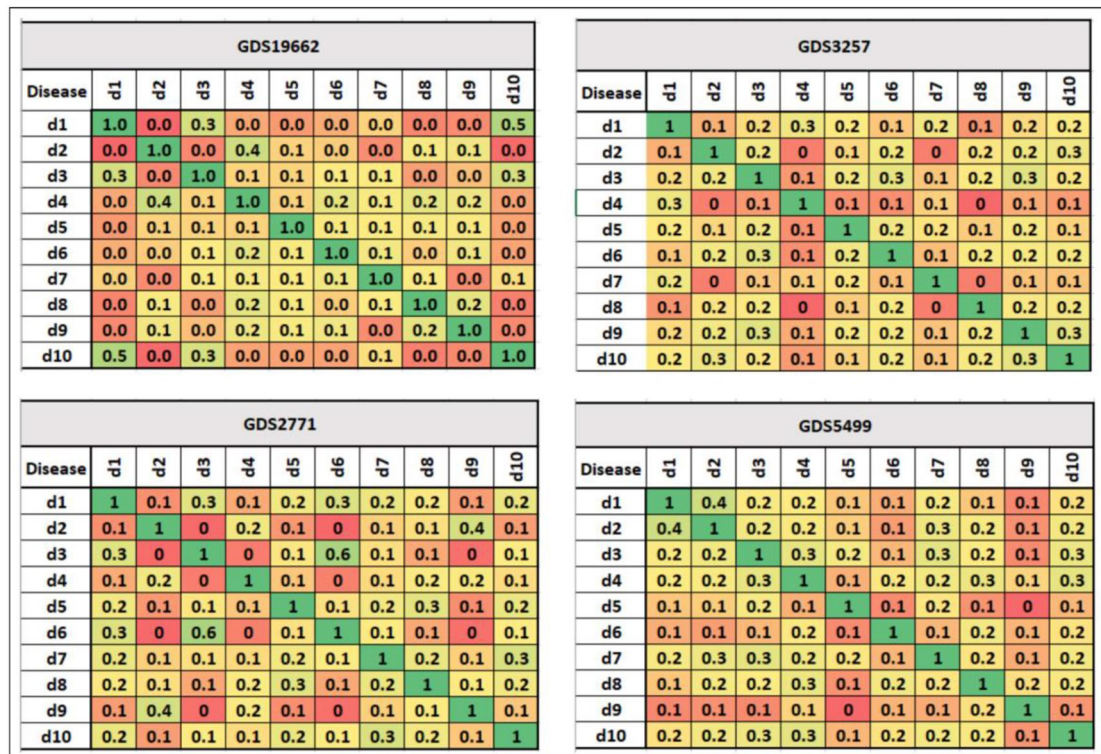 GDS19662
Disease d1 d2 d3 d4 d5 d6 d7 d8 d9 d10
d1 1.0 0.0 0.3 0.0 0.0 0.0 0.0 0.0 0.0 0.5
d2 0.0 1.0 0.0 0.4 0.1 0.0 0.0 0.1 0.1 0.0
d3 0.3 0.0 1.0 0.1 0.1 0.1 0.1 0.0 0.0 0.3
d4 0.0 0.4 0.1 1.0 0.1 0.2 0.1 0.2 0.2 0.0
d5 0.0 0.1 0.1 0.1 1.0 0.1 0.1 0.1 0.1 0.0
d6 0.0 0.0 0.1 0.2 0.1 1.0 0.1 0.0 0.1 0.0
d7 0.0 0.0 0.1 0.1 0.1 0.1 1.0 0.1 0.0 0.1
d8 0.0 0.1 0.0 0.2 0.1 0.0 0.1 1.0 0.2 0.0
d9 0.0 0.1 0.0 0.2 0.1 0.1 0.0 0.2 1.0 0.0
d10 0.5 0.0 0.3 0.0 0.0 0.0 0.1 0.0 0.0 1.0
GDS3257
Disease d1 d2 d3 d4 d5 d6 d7 d8 d9 d10
d1 1 0.1 0.2 0.3 0.2 0.1 0.2 0.1 0.2 0.2
d2 0.1 1 0.2 0 0.1 0.2 0 0.2 0.2 0.3
d3 0.2 0.2 1 0.1 0.2 0.3 0.1 0.2 0.3 0.2
d4 0.3 0 0.1 1 0.1 0.1 0.1 0 0.1 0.1
d5 0.2 0.1 0.2 0.1 1 0.2 0.2 0.1 0.2 0.1
d6 0.1 0.2 0.3 0.1 0.2 1 0.1 0.2 0.2 0.2
d7 0.2 0 0.1 0.1 0.2 0.1 1 0 0.1 0.1
d8 0.1 0.2 0.2 0 0.1 0.2 0 1 0.2 0.2
d9 0.2 0.2 0.3 0.1 0.2 0.2 0.1 0.2 1 0.3
d10 0.2 0.3 0.2 0.1 0.1 0.2 0.1 0.2 0.3 1
GDS2771
Disease d1 d2 d3 d4 d5 d6 d7 d8 d9 d10
d1 1 0.1 0.3 0.1 0.2 0.3 0.2 0.2 0.1 0.2
d2 0.1 1 0 0.2 0.1 0 0.1 0.1 0.4 0.1
d3 0.3 0 1 0 0.1 0.6 0.1 0.1 0 0.1
d4 0.1 0.2 0 1 0.1 0 0.1 0.2 0.2 0.1
d5 0.2 0.1 0.1 0.1 1 0.1 0.2 0.3 0.1 0.2
d6 0.3 0 0.6 0 0.1 1 0.1 0.1 0 0.1
d7 0.2 0.1 0.1 0.1 0.2 0.1 1 0.2 0.1 0.3
d8 0.2 0.1 0.1 0.2 0.3 0.1 0.2 1 0.1 0.2
d9 0.1 0.4 0 0.2 0.1 0 0.1 0.1 1 0.1
d10 0.2 0.1 0.1 0.1 0.2 0.1 0.3 0.2 0.1 1
GDS5499
Disease d1 d2 d3 d4 d5 d6 d7 d8 d9 d10
d1 1 0.4 0.2 0.2 0.1 0.1 0.2 0.1 0.1 0.2
d2 0.4 1 0.2 0.2 0.1 0.1 0.3 0.2 0.1 0.2
d3 0.2 0.2 1 0.3 0.2 0.1 0.3 0.2 0.1 0.3
d4 0.2 0.2 0.3 1 0.1 0.2 0.2 0.3 0.1 0.3
d5 0.1 0.1 0.2 0.1 1 0.1 0.2 0.1 0 0.1
d6 0.1 0.1 0.1 0.2 0.1 1 0.1 0.2 0.1 0.2
d7 0.2 0.3 0.3 0.2 0.2 0.1 1 0.2 0.1 0.2
d8 0.1 0.2 0.2 0.3 0.1 0.2 0.2 1 0.2 0.2
d9 0.1 0.1 0.1 0.1 0 0.1 0.1 0.2 1 0.1
d10 0.2 0.2 0.3 0.3 0.1 0.2 0.2 0.2 0.1 1